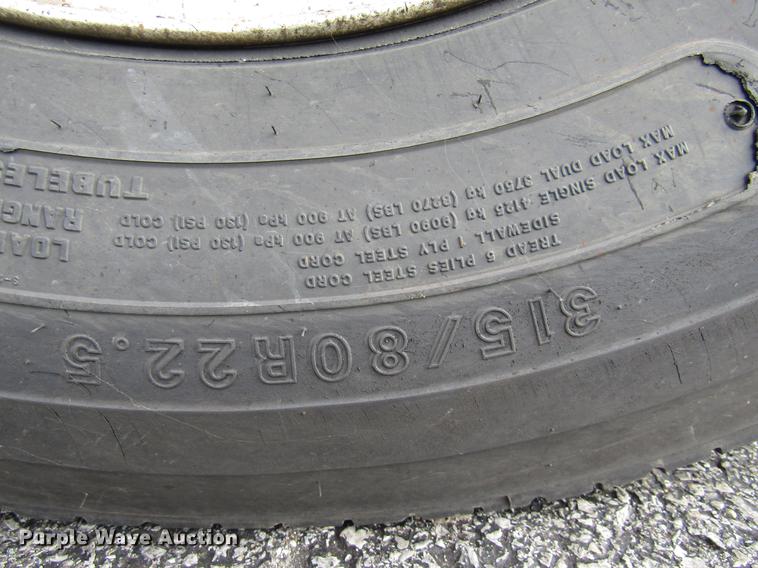 MAX LOAD SINGLE 4125 kg (9090 LBS) AT 900 kPa (130 PSI) COLD
MAX LOAD DUAL 3750 kg (8270 LBS) AT 900 kPa (130 PSI) COLD
TREAD 5 PLIES STEEL CORD
SIDEWALL 1 PLY STEEL CORD
315/80R22.5
Purple Wave Auction